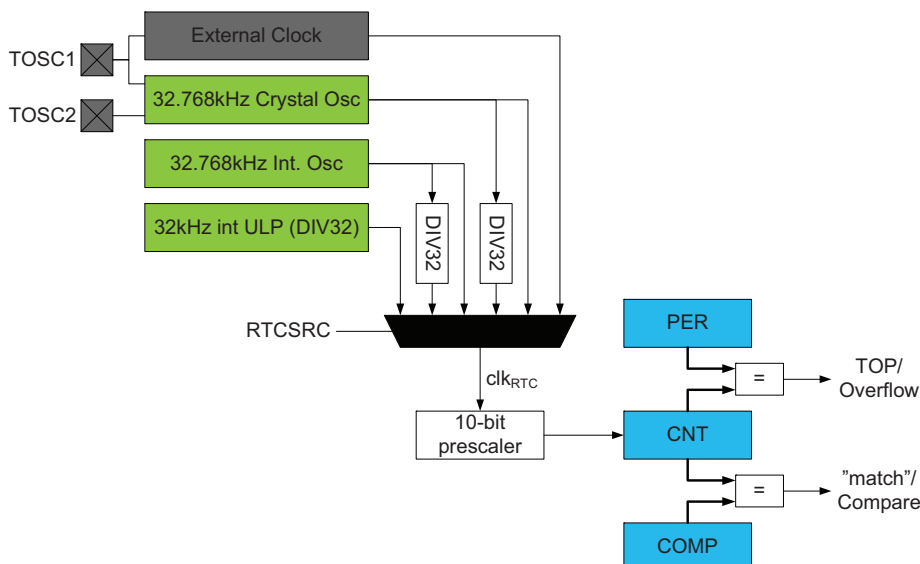 External Clock
TOSC1
32.768kHz Crystal Osc
TOSC2
32.768kHz Int. Osc
32kHz int ULP (DIV32)
DIV32
DIV32
RTCSRC
PER
TOP/
Overflow
=
clkRTC
10-bit
prescaler
CNT
=
”match”/
Compare
COMP